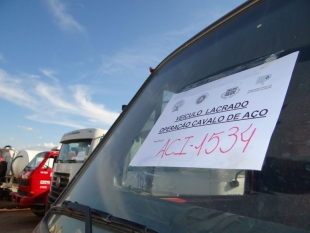 VEÍCULO LACRADO
OPERAÇÃO CAVALO DE AÇO
ACI-1534